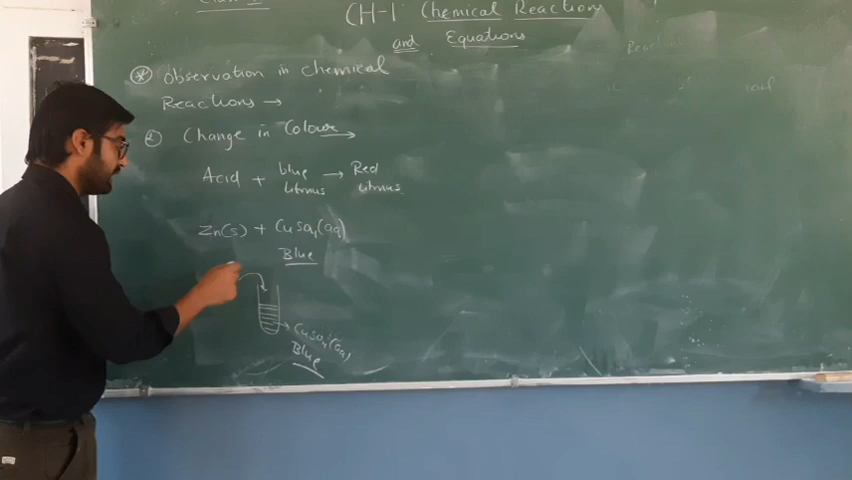 CH-1 Chemical Reactions
and Equations
(*) Observation in chemical
Reactions →
Change in Colour →
Acid + blue litmus → Red litmus
Zn(s) + CuSO4(aq)
Blue
→ CuSO4(aq)
Blue